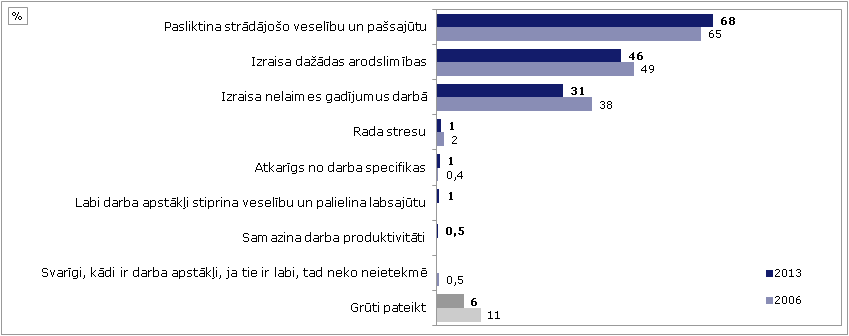 %
Pasliktina strādājošo veselību un pašsajūtu 68
65
Izraisa dažādas arodslimības 46
49
Izraisa nelaimes gadījumus darbā 31
38
Rada stresu 1
2
Atkarīgs no darba specifikas 1
0,4
Labi darba apstākļi stiprina veselību un palielina labsajūtu 1
Samazina darba produktivitāti 0,5
Svarīgi, kādi ir darba apstākļi, ja tie ir labi, tad neko neietekmē 0,5
Grūti pateikt 6
11
2013
2006